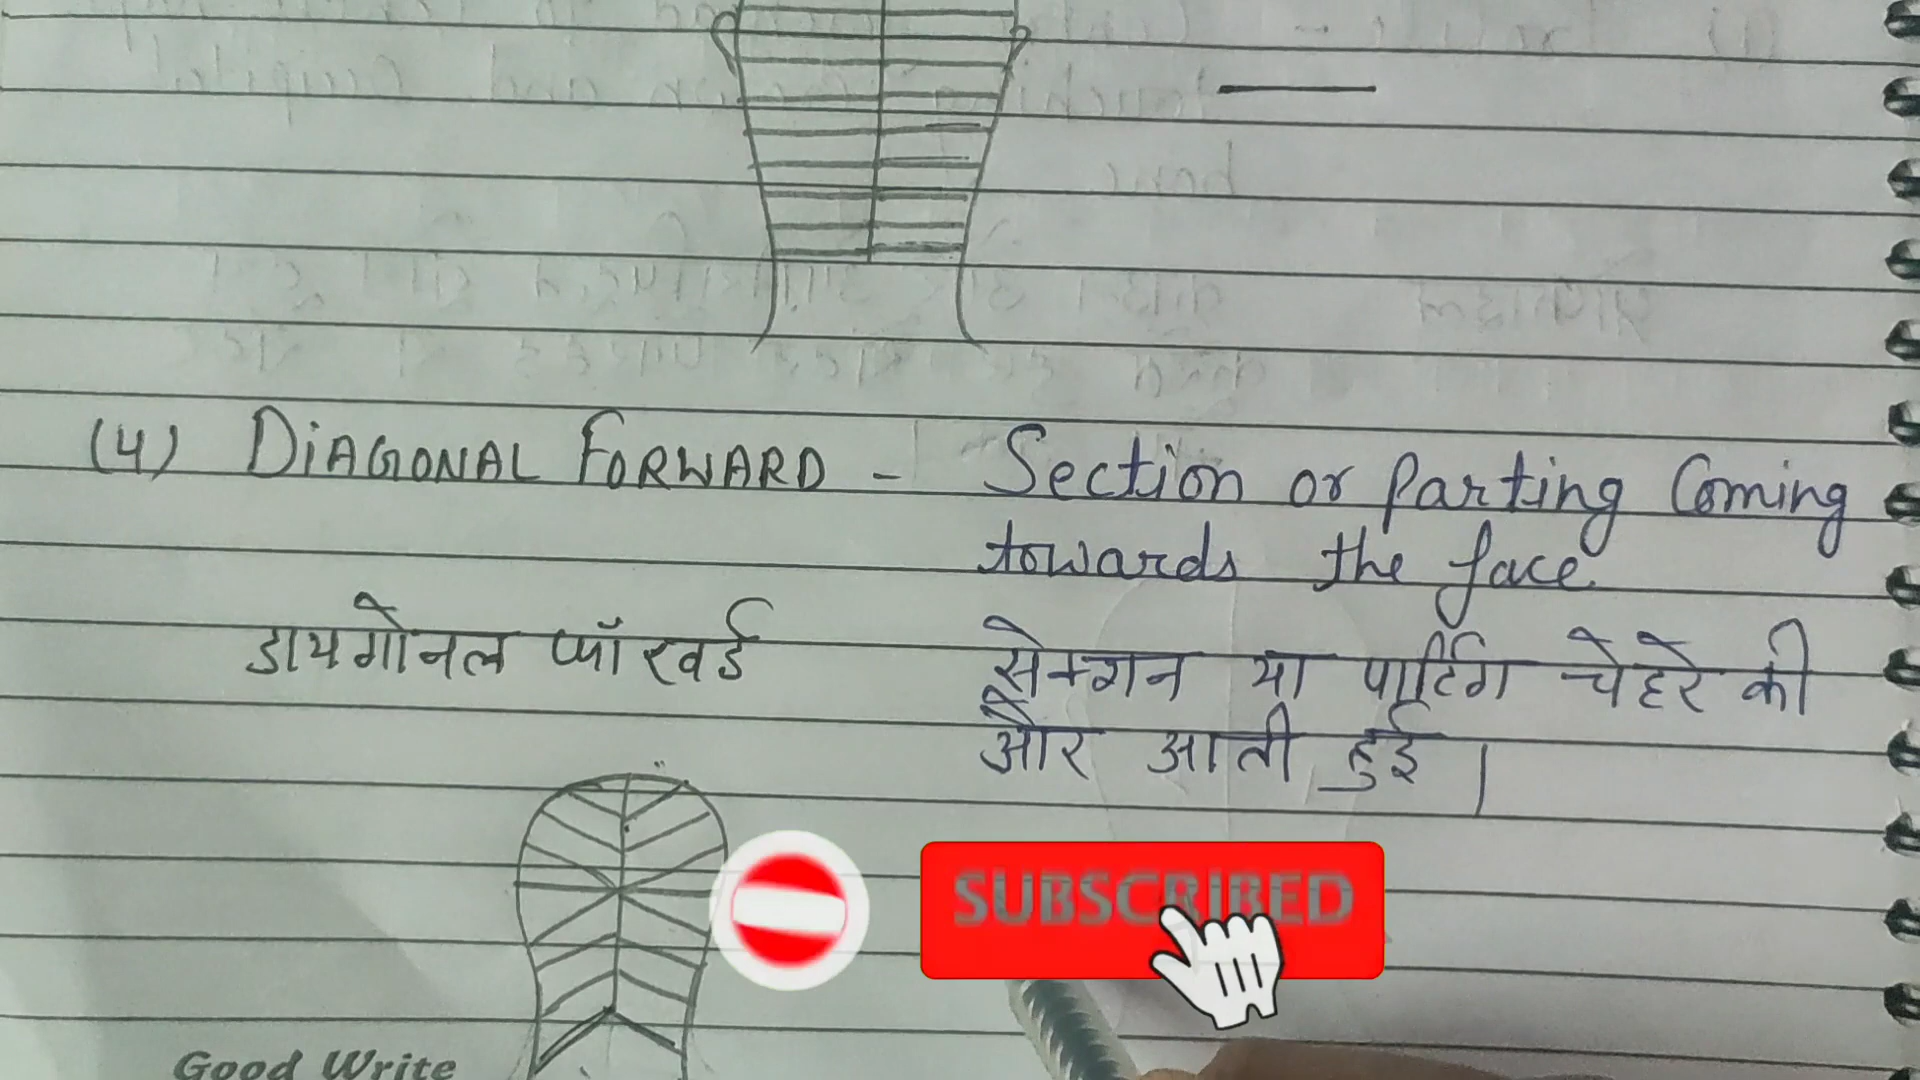 (4) DIAGONAL FORWARD - Section or Parting Coming
towards the face.
डायगोनल फॉरवर्ड सेक्शन या पार्टिंग चेहरे की
ओर आती हुई |
SUBSCRIBED
Good Write